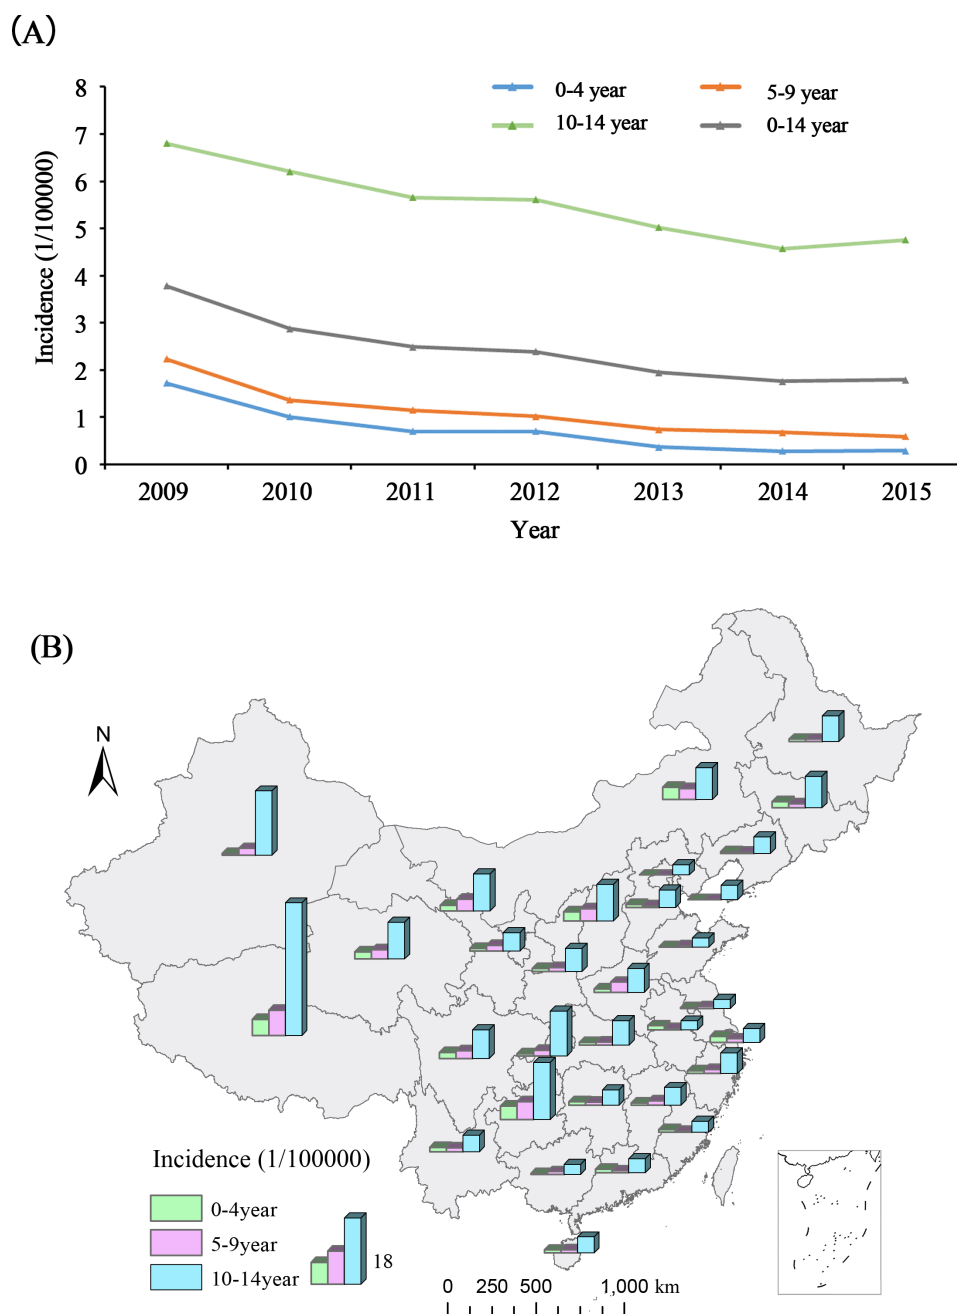 (A)
0-4 year
5-9 year
10-14 year
0-14 year
8
7
6
5
4
3
2
1
0
Incidence (1/100000)
2009 2010 2011 2012 2013 2014 2015
Year
(B)
N
Incidence (1/100000)
0-4year
5-9year
10-14year
18
0 250 500 1,000 km